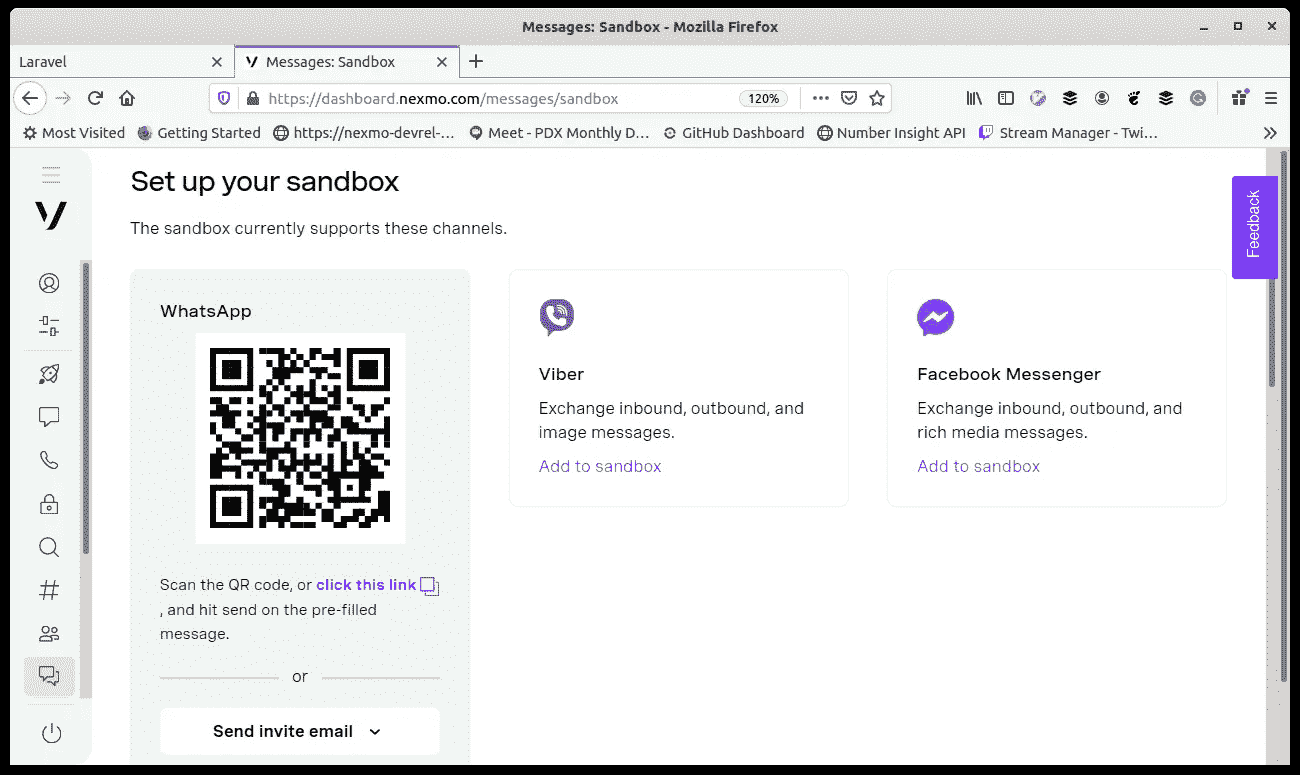 Messages: Sandbox - Mozilla Firefox
Laravel
Messages: Sandbox
https://dashboard.nexmo.com/messages/sandbox
120%
Most Visited
Getting Started
https://nexmo-devrel-...
Meet - PDX Monthly D...
GitHub Dashboard
Number Insight API
Stream Manager - Twi...
Set up your sandbox
The sandbox currently supports these channels.
Feedback
WhatsApp
Scan the QR code, or click this link
, and hit send on the pre-filled
message.
or
Send invite email
Viber
Exchange inbound, outbound, and
image messages.
Add to sandbox
Facebook Messenger
Exchange inbound, outbound, and
rich media messages.
Add to sandbox